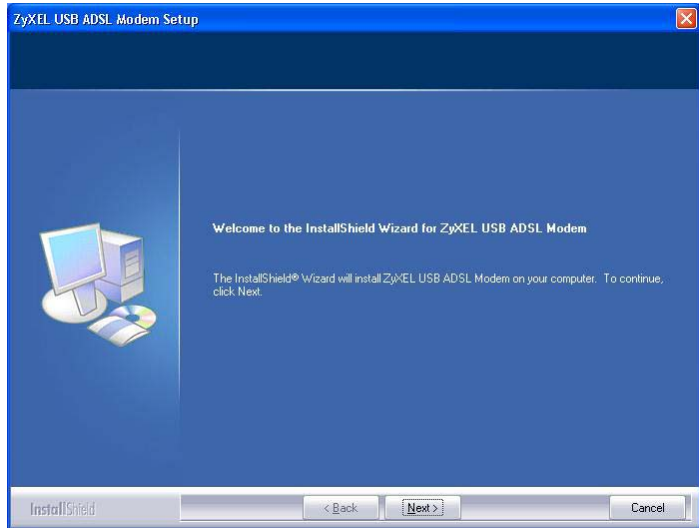 ZyXEL USB ADSL Modem Setup
Welcome to the InstallShield Wizard for ZyXEL USB ADSL Modem
The InstallShield® Wizard will install ZyXEL USB ADSL Modem on your computer. To continue,
click Next.
InstallShield
< Back
Next >
Cancel